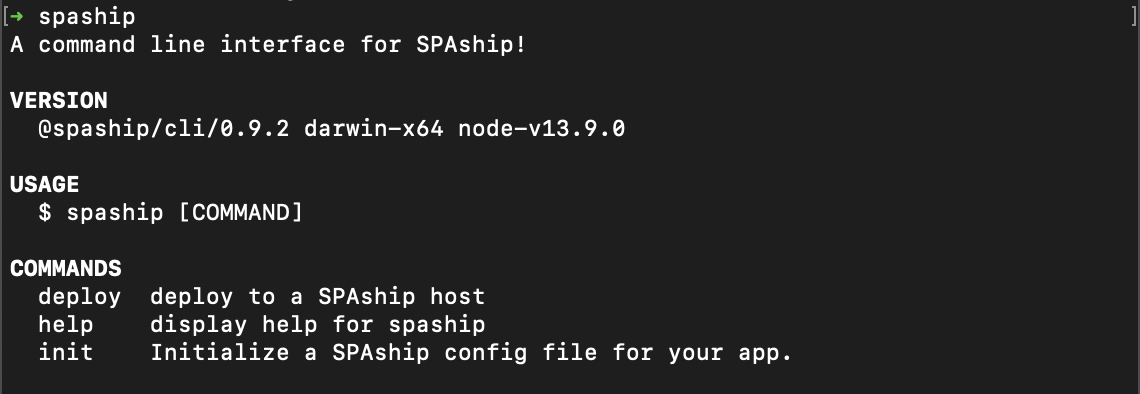 [➜ spaship ]
A command line interface for SPAship!
VERSION
@spaship/cli/0.9.2 darwin-x64 node-v13.9.0
USAGE
$ spaship [COMMAND]
COMMANDS
deploy deploy to a SPAship host
help display help for spaship
init Initialize a SPAship config file for your app.